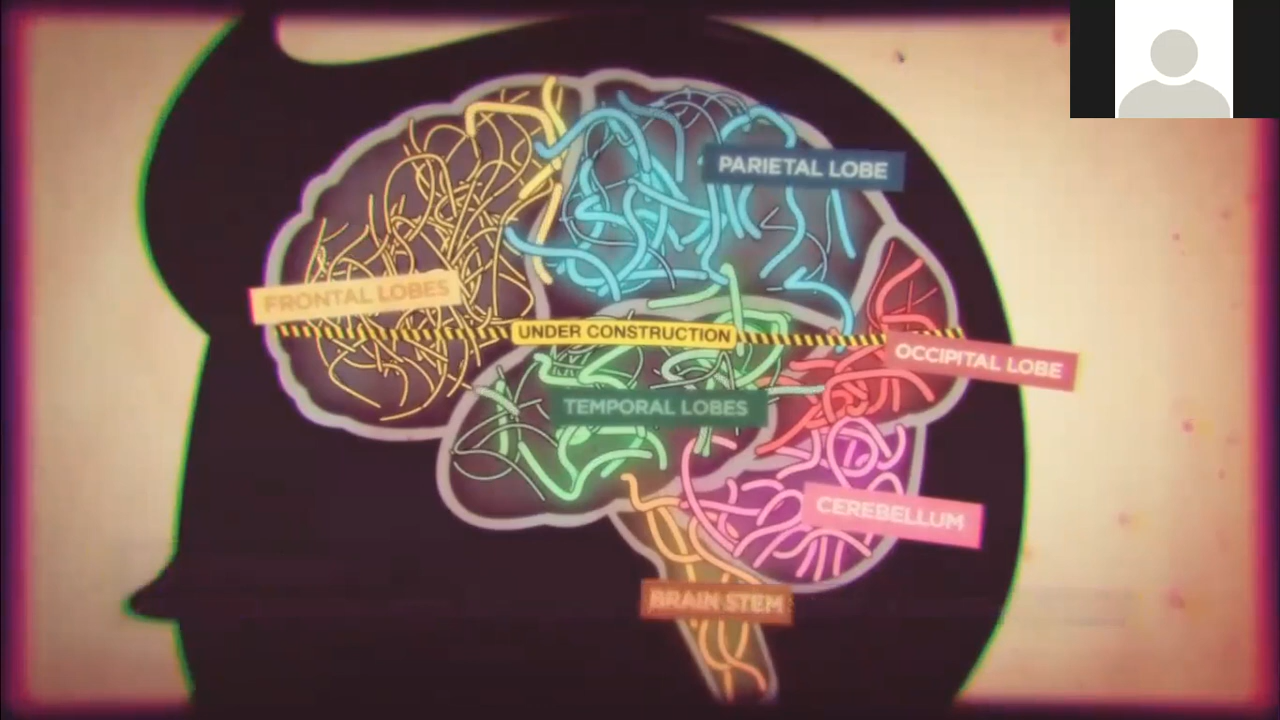 PARIETAL LOBE
FRONTAL LOBES
UNDER CONSTRUCTION
OCCIPITAL LOBE
TEMPORAL LOBES
CEREBELLUM
BRAIN STEM